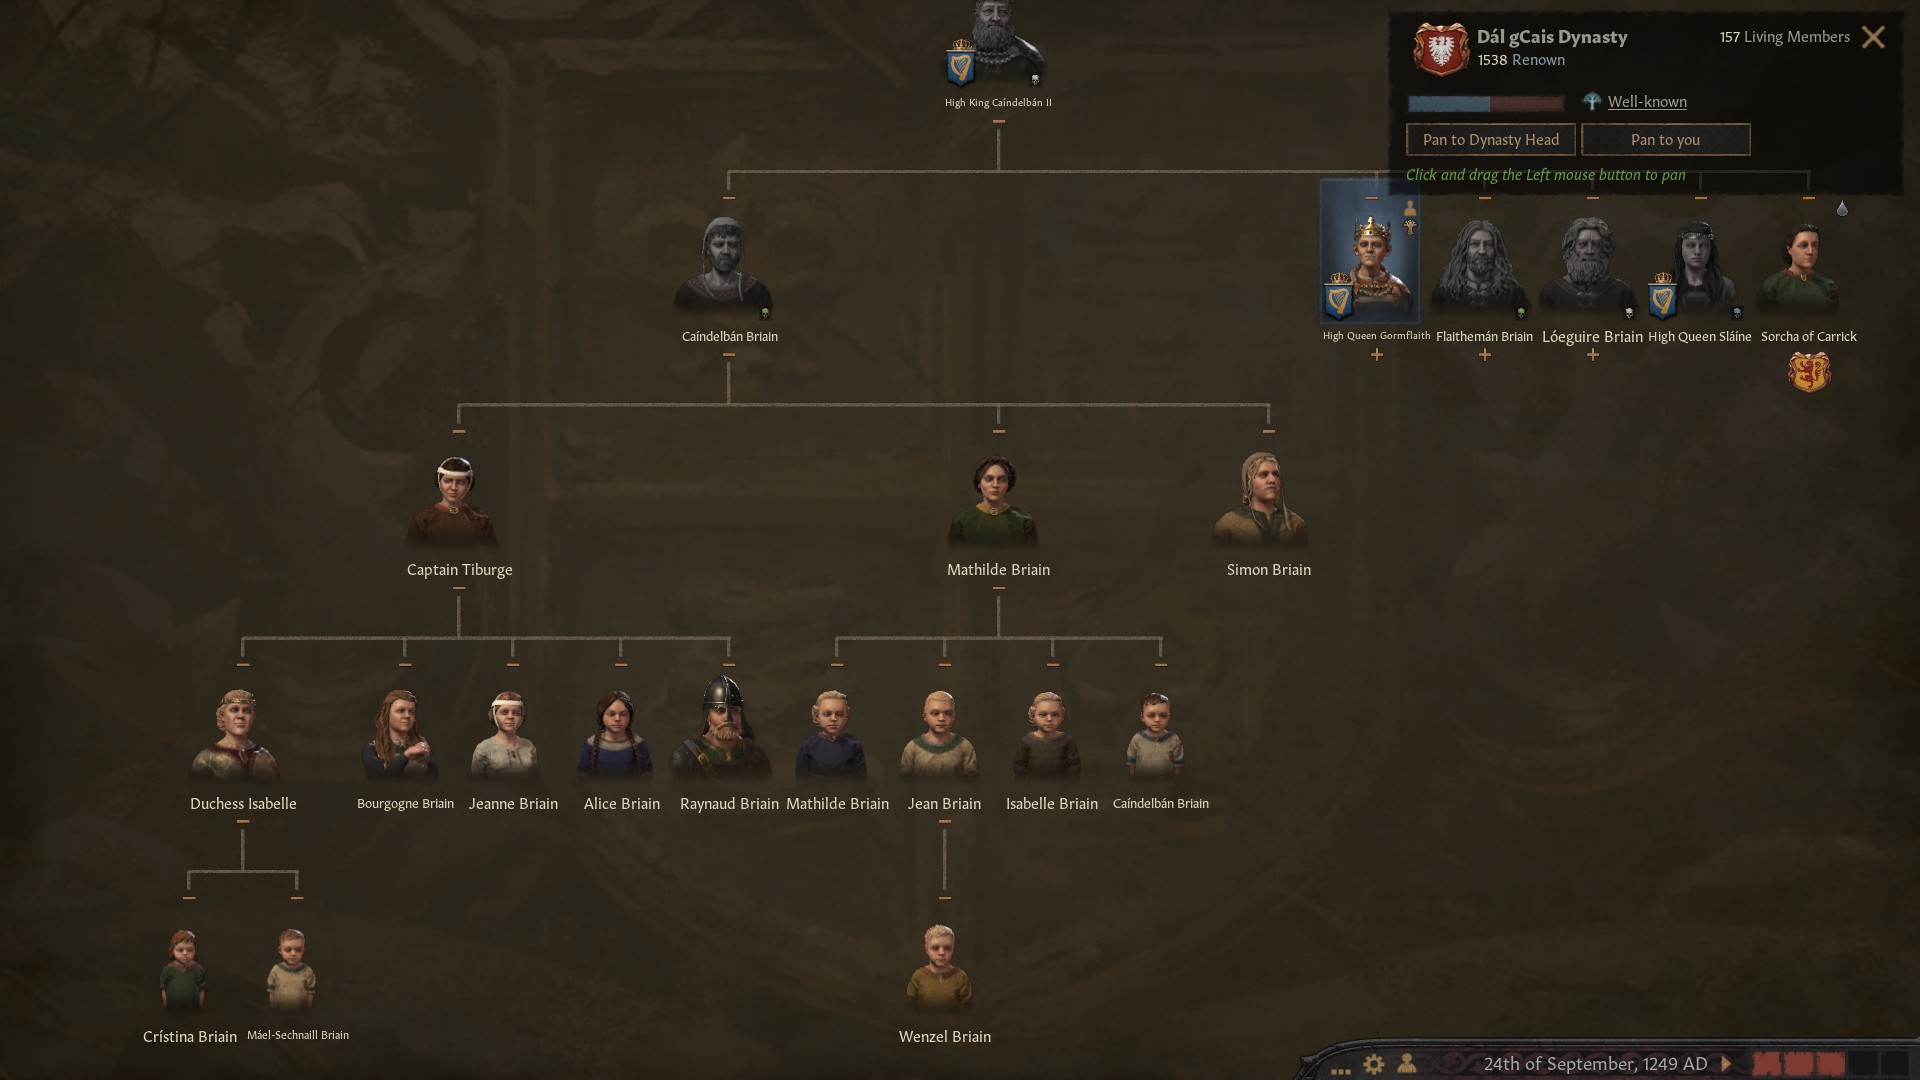 Dál gCais Dynasty
157 Living Members
1538 Renown
Well-known
Pan to Dynasty Head
Pan to you
Click and drag the Left mouse button to pan
High King Caíndelbán II
Caíndelbán Briain
High Queen Gormflaith
Flaithemán Briain
Lóeguire Briain
High Queen Sláine
Sorcha of Carrick
Captain Tiburge
Mathilde Briain
Simon Briain
Duchess Isabelle
Bourgogne Briain
Jeanne Briain
Alice Briain
Raynaud Briain
Mathilde Briain
Jean Briain
Isabelle Briain
Caíndelbán Briain
Crístina Briain
Máel-Sechnaill Briain
Wenzel Briain
... 24th of September, 1249 AD